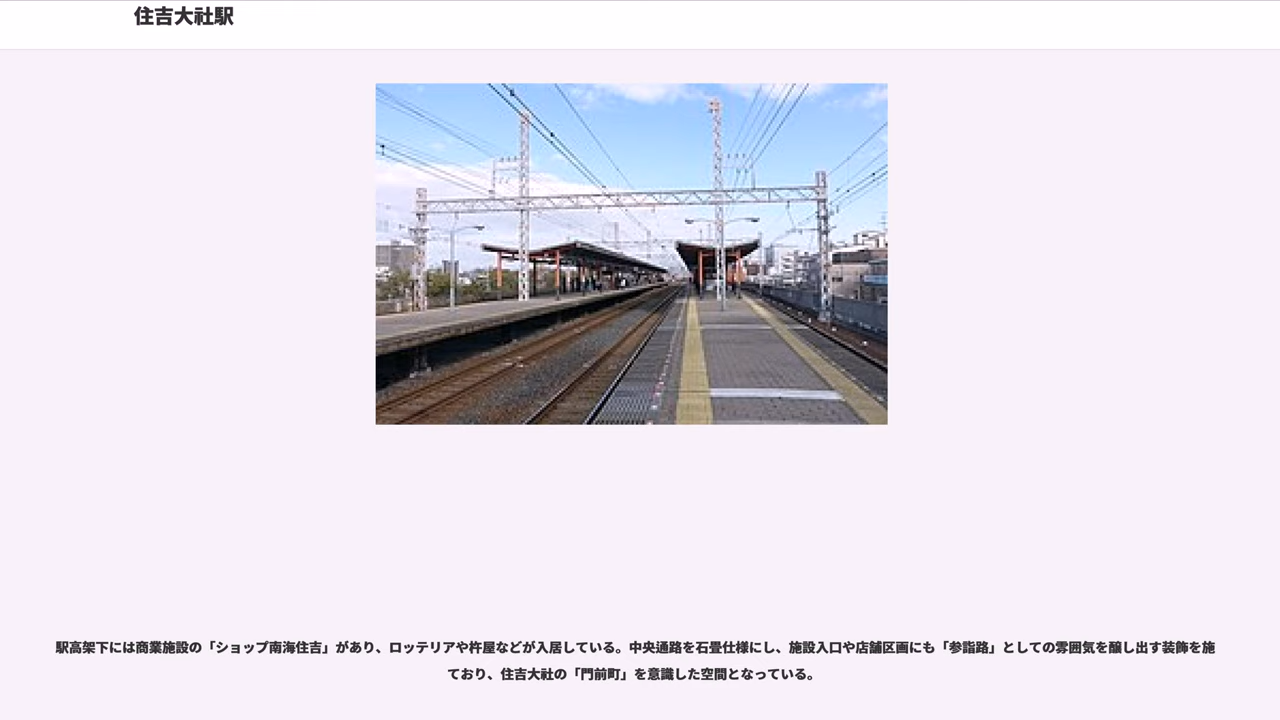 住吉大社駅
駅高架下には商業施設の「ショップ南海住吉」があり、ロッテリアや杵屋などが入居している。中央通路を石畳仕様にし、施設入口や店舗区画にも「参詣路」としての雰囲気を醸し出す装飾を施
ており、住吉大社の「門前町」を意識した空間となっている。